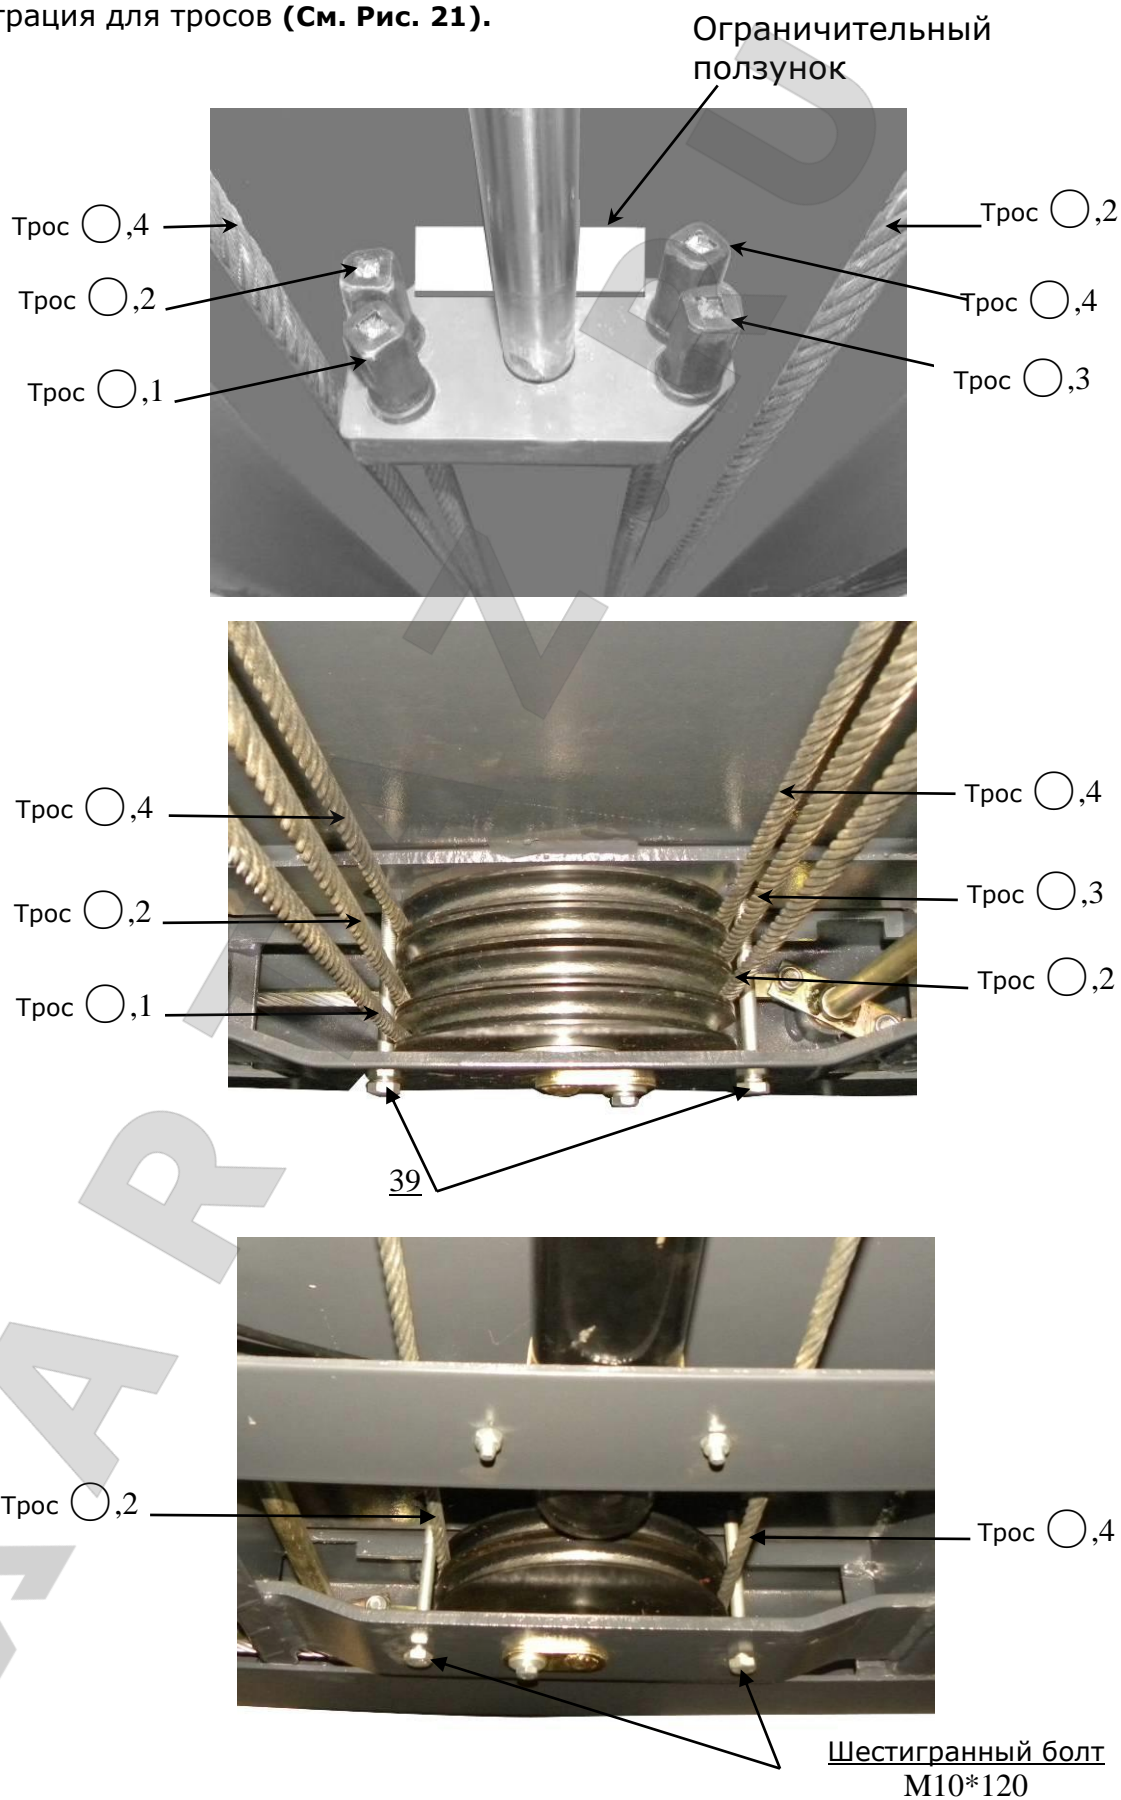 трация для тросов (См. Рис. 21).
Ограничительный
ползунок
Трос ◯,4
Трос ◯,2
Трос ◯,2
Трос ◯,4
Трос ◯,1
Трос ◯,3
Трос ◯,4
Трос ◯,4
Трос ◯,2
Трос ◯,3
Трос ◯,1
Трос ◯,2
39
Трос ◯,2
Трос ◯,4
Шестигранный болт
M10*120